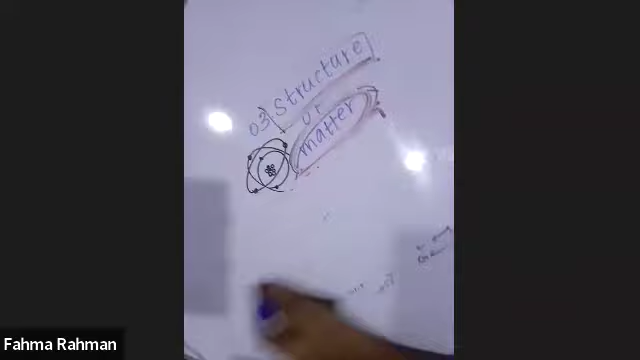 03) Structure
of
matter
Fahma Rahman